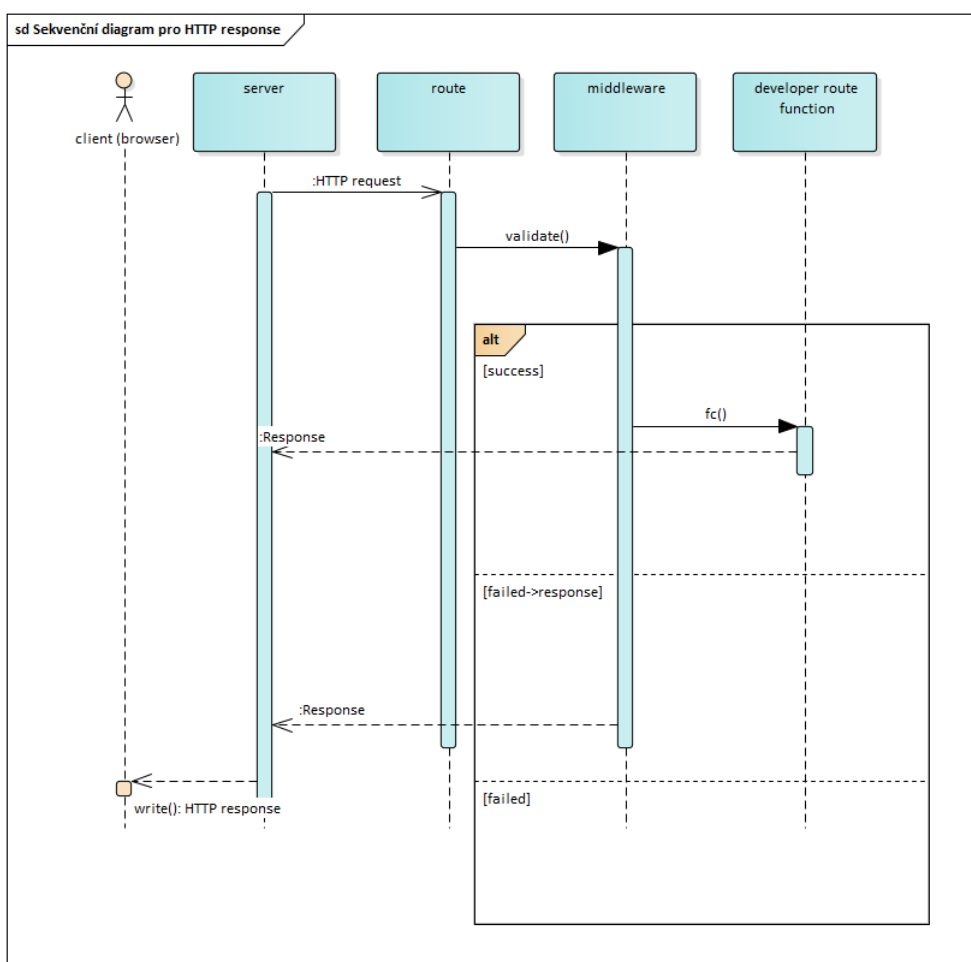 sd Sekvenční diagram pro HTTP response
client (browser)
server
route
middleware
developer route
function
:HTTP request
validate()
alt
[success]
fc()
:Response
[failed->response]
:Response
write(): HTTP response
[failed]